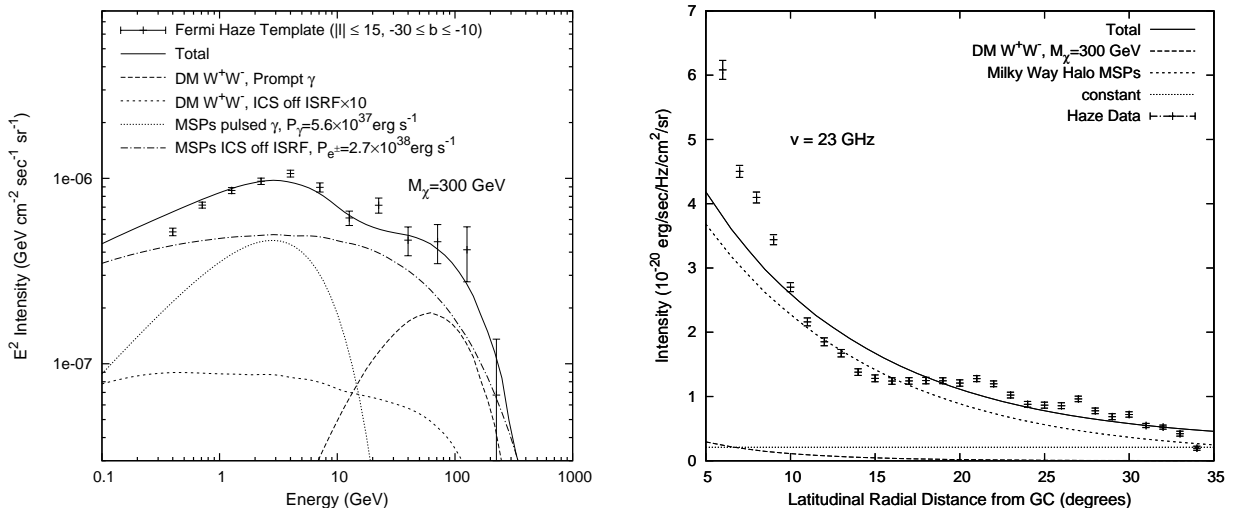 Fermi Haze Template (|l| ≤ 15, -30 ≤ b ≤ -10)
Total
DM W⁺W⁻, Prompt γ
DM W⁺W⁻, ICS off ISRF×10
MSPs pulsed γ, Pγ=5.6×10³⁷erg s⁻¹
MSPs ICS off ISRF, Pe±=2.7×10³⁸erg s⁻¹
Mχ=300 GeV
1e-06
1e-07
E² Intensity (GeV cm⁻² sec⁻¹ sr⁻¹)
0.1 1 10 100 1000
Energy (GeV)
Total
DM W⁺W⁻, Mχ=300 GeV
Milky Way Halo MSPs
constant
Haze Data
ν = 23 GHz
7
6
5
4
3
2
1
0
Intensity (10⁻²⁰ erg/sec/Hz/cm²/sr)
5 10 15 20 25 30 35
Latitudinal Radial Distance from GC (degrees)